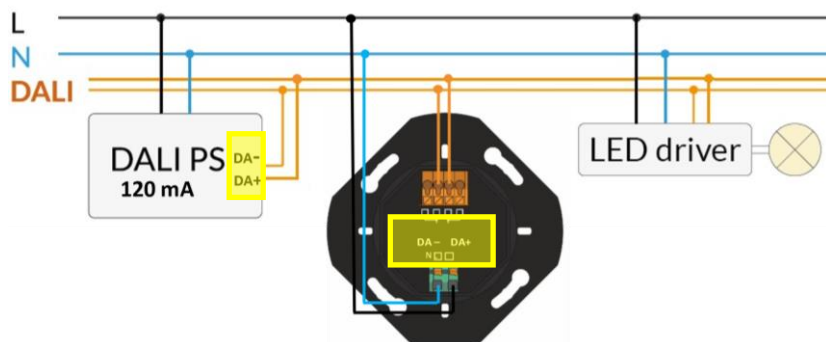 L
N
DALI
DALI PS
120 mA
DA–
DA+
DA – DA+
N
LED driver